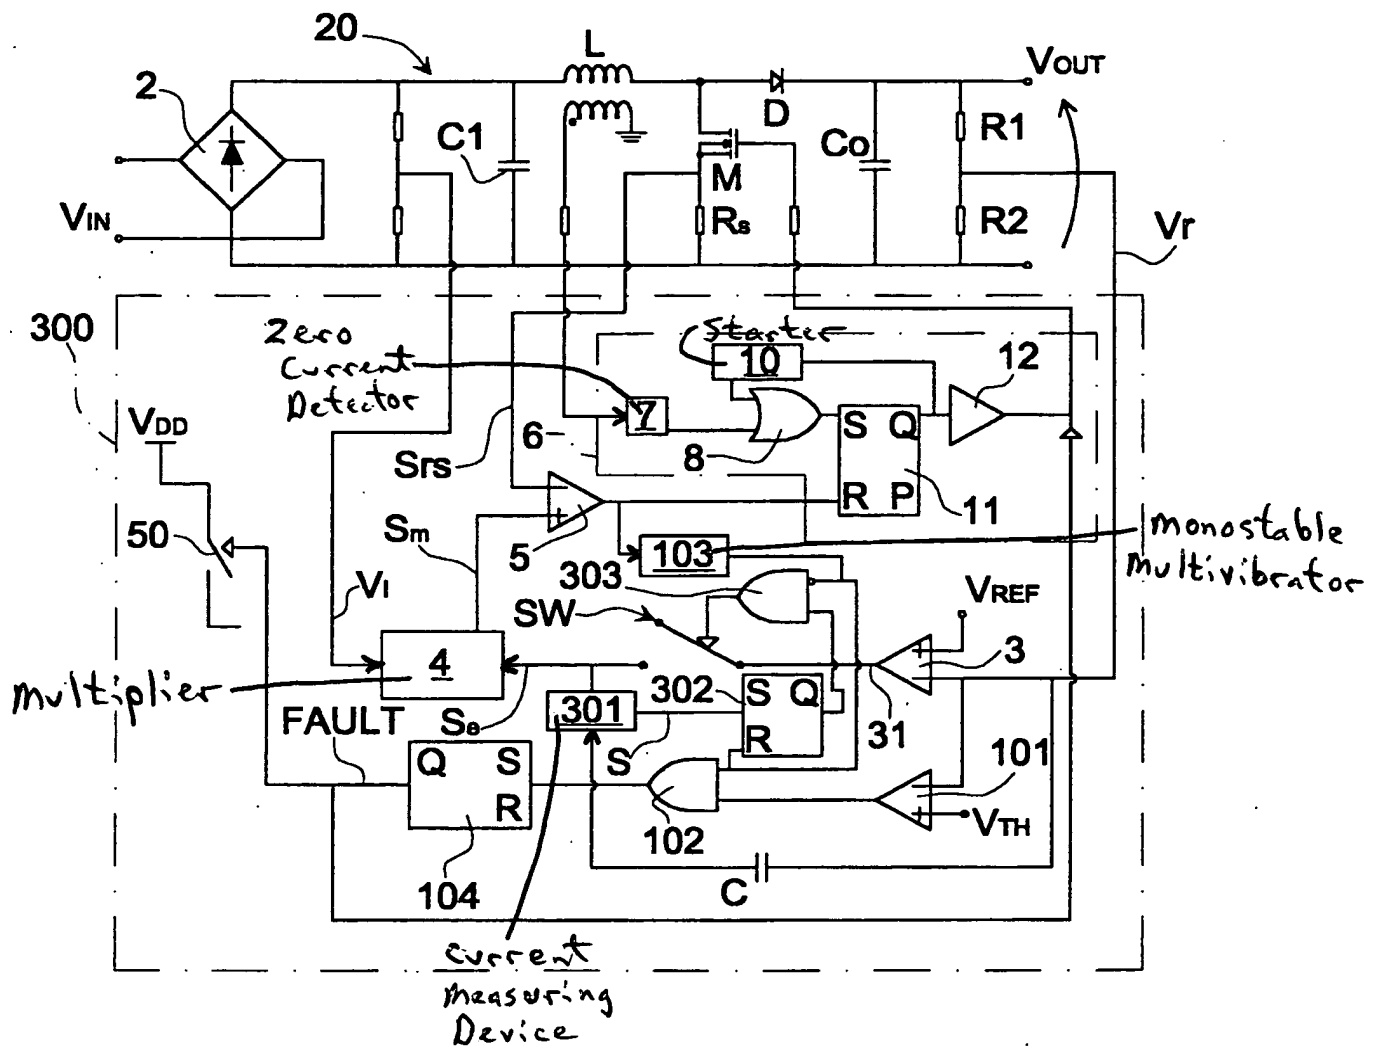 20
L
VOUT
2
D
C1
Co
R1
M
VIN
Rs
R2
Vr
300
Zero
Current
Detector
Starter
10
12
VDD
7
S Q
6
8
Srs
R P
11
50
Sm
5
103
monostable
multivibrator
303
VI
SW
VREF
4
3
multiplier
302
S Q
FAULT
Se
301
R
31
S
Q S
101
R
102
VTH
104
C
current
measuring
Device